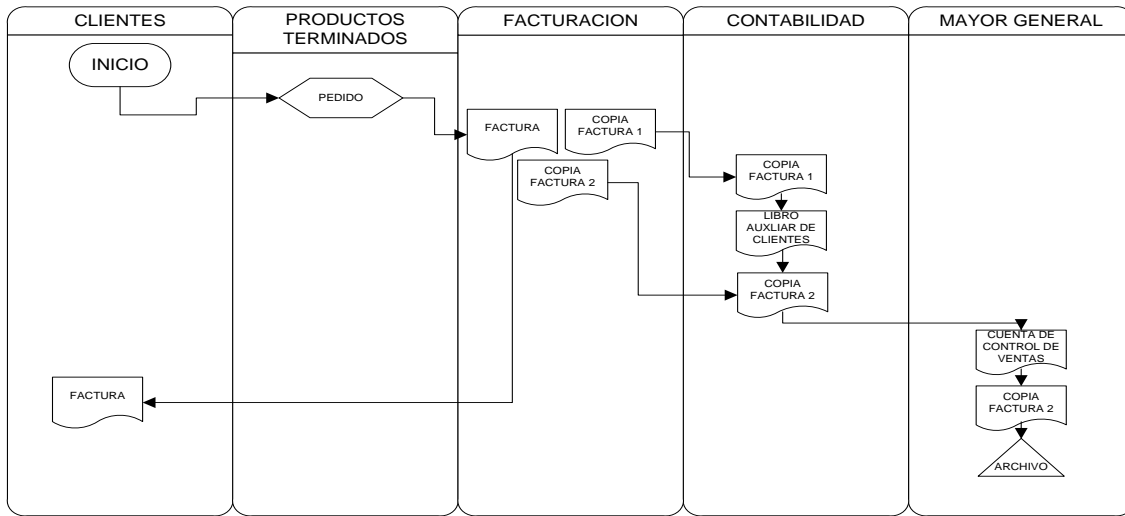 CLIENTES
PRODUCTOS
TERMINADOS
FACTURACION
CONTABILIDAD
MAYOR GENERAL
INICIO
PEDIDO
FACTURA
COPIA
FACTURA 1
COPIA
FACTURA 2
COPIA
FACTURA 1
LIBRO
AUXLIAR DE
CLIENTES
COPIA
FACTURA 2
CUENTA DE
CONTROL DE
VENTAS
FACTURA
COPIA
FACTURA 2
ARCHIVO